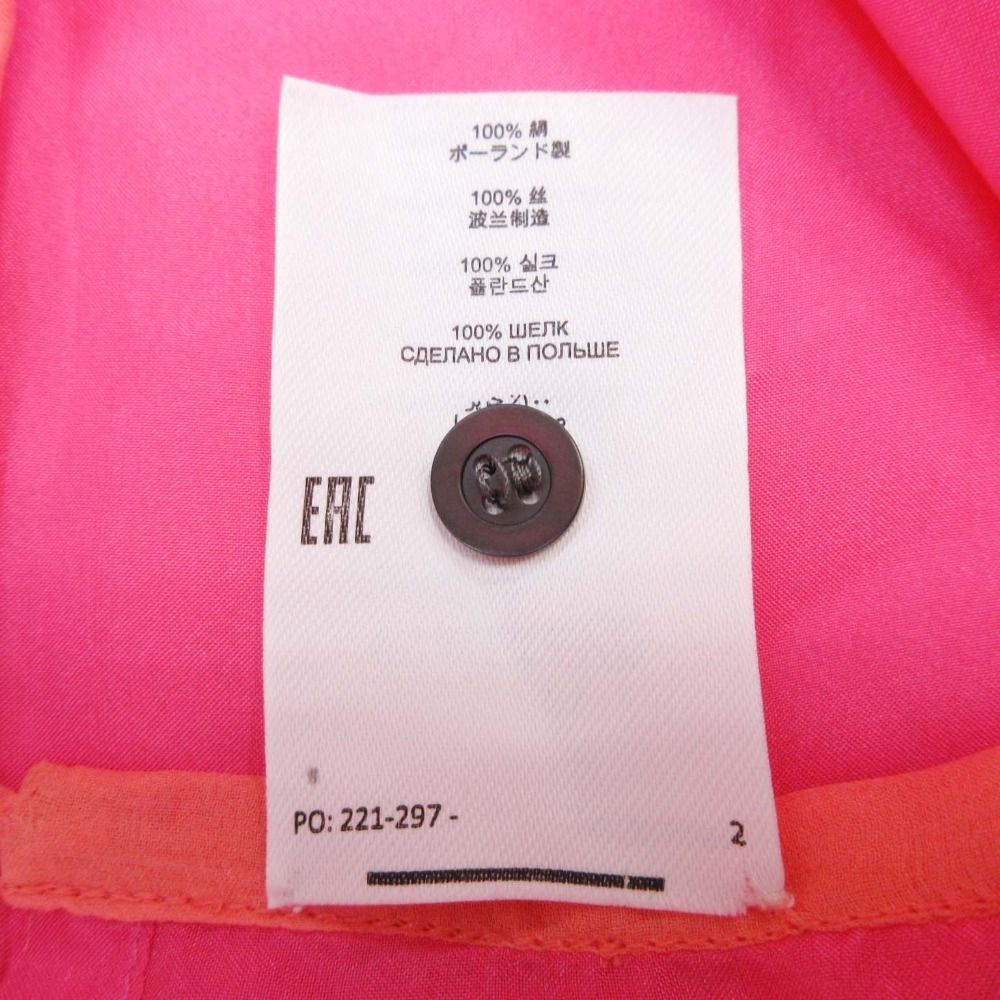 100% 絹
ポーランド製
100% 丝
波兰制造
100% 실크
폴란드산
100% ШЕЛК
СДЕЛАНО В ПОЛЬШЕ
EAC
PO: 221-297 -
2